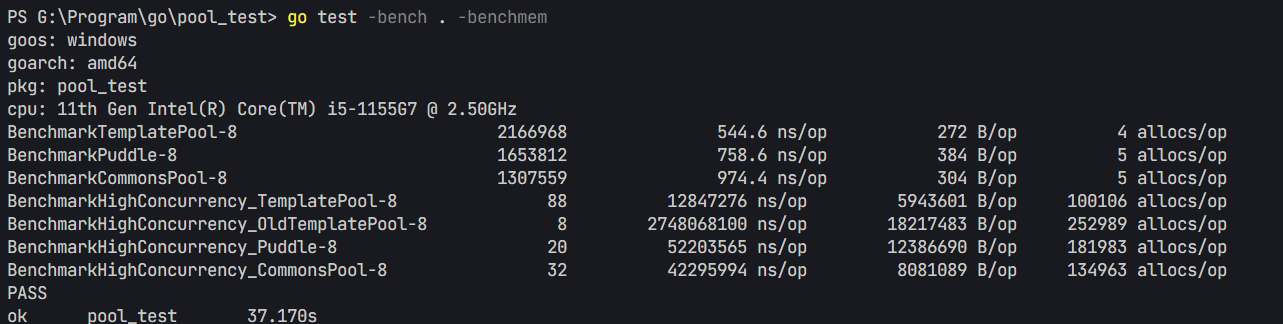 PS G:\Program\go\pool_test> go test -bench . -benchmem
goos: windows
goarch: amd64
pkg: pool_test
cpu: 11th Gen Intel(R) Core(TM) i5-1155G7 @ 2.50GHz
BenchmarkTemplatePool-8 2166968 544.6 ns/op 272 B/op 4 allocs/op
BenchmarkPuddle-8 1653812 758.6 ns/op 384 B/op 5 allocs/op
BenchmarkCommonsPool-8 1307559 974.4 ns/op 304 B/op 5 allocs/op
BenchmarkHighConcurrency_TemplatePool-8 88 12847276 ns/op 5943601 B/op 100106 allocs/op
BenchmarkHighConcurrency_OldTemplatePool-8 8 2748068100 ns/op 18217483 B/op 252989 allocs/op
BenchmarkHighConcurrency_Puddle-8 20 52203565 ns/op 12386690 B/op 181983 allocs/op
BenchmarkHighConcurrency_CommonsPool-8 32 42295994 ns/op 8081089 B/op 134963 allocs/op
PASS
ok pool_test 37.170s